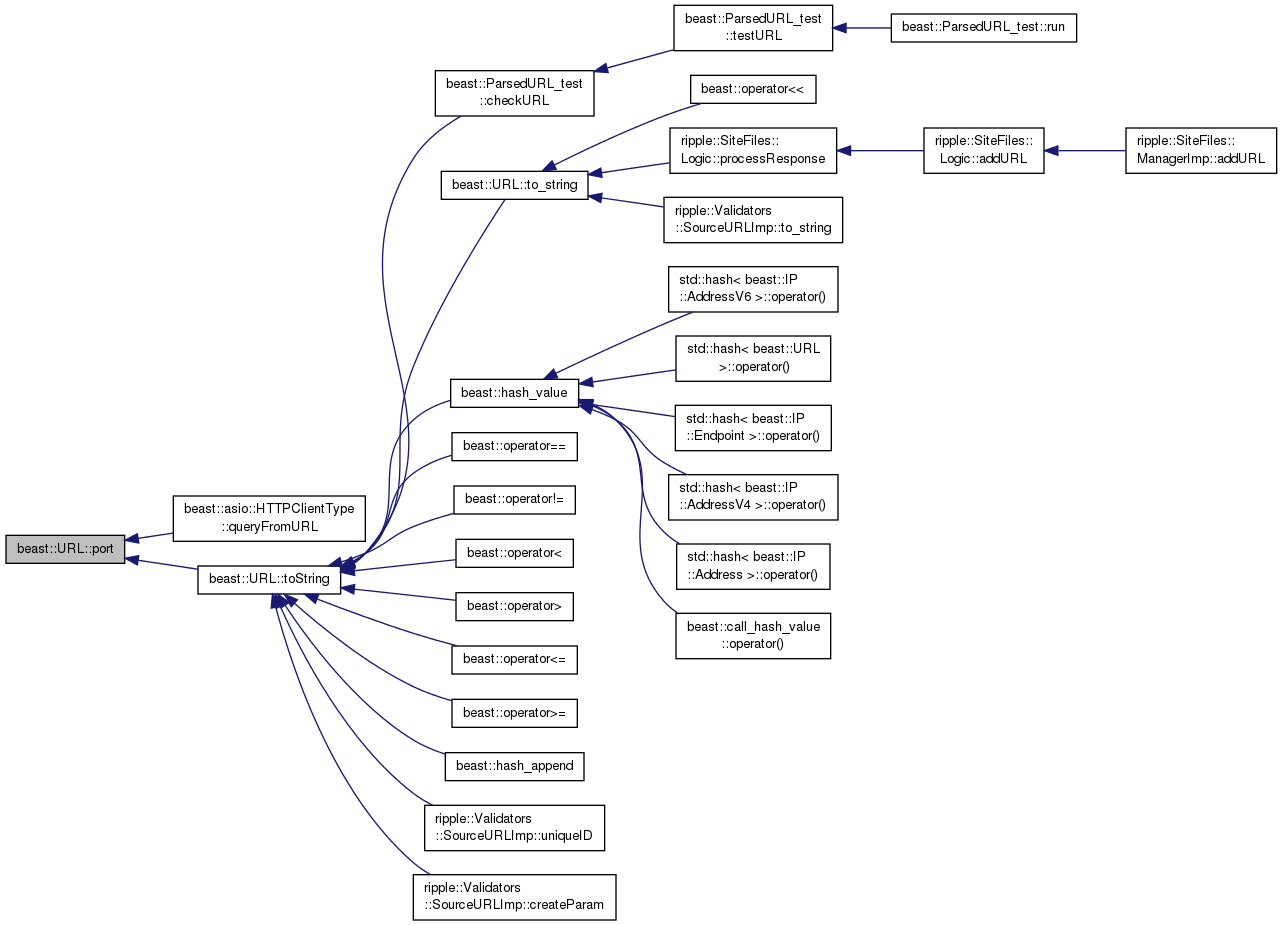 beast::ParsedURL_test
::testURL
beast::ParsedURL_test::run
beast::ParsedURL_test
::checkURL
beast::operator<<
ripple::SiteFiles::
Logic::processResponse
ripple::SiteFiles::
Logic::addURL
ripple::SiteFiles::
ManagerImp::addURL
beast::URL::to_string
ripple::Validators
::SourceURLImp::to_string
std::hash< beast::IP
::AddressV6 >::operator()
std::hash< beast::URL
>::operator()
beast::hash_value
std::hash< beast::IP
::Endpoint >::operator()
beast::operator==
std::hash< beast::IP
::AddressV4 >::operator()
beast::operator!=
beast::asio::HTTPClientType
::queryFromURL
beast::URL::port
beast::operator<
std::hash< beast::IP
::Address >::operator()
beast::URL::toString
beast::operator>
beast::call_hash_value
::operator()
beast::operator<=
beast::operator>=
beast::hash_append
ripple::Validators
::SourceURLImp::uniqueID
ripple::Validators
::SourceURLImp::createParam